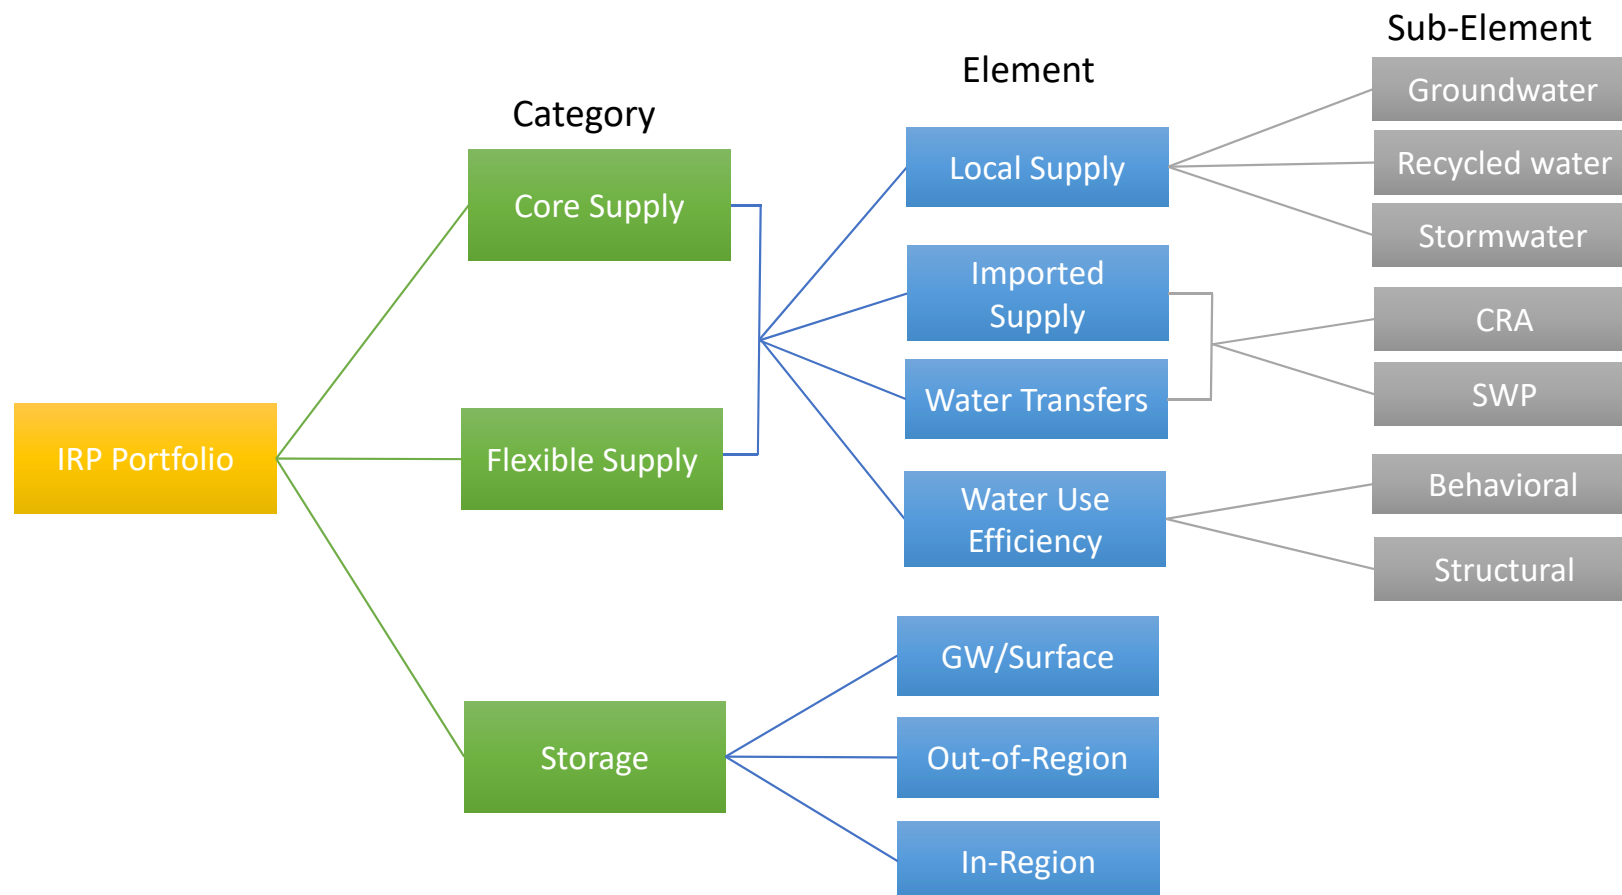 Sub-Element
Element
Category
Groundwater
Recycled water
Stormwater
Local Supply
Core Supply
Imported
Supply
CRA
SWP
Water Transfers
IRP Portfolio
Flexible Supply
Water Use
Efficiency
Behavioral
Structural
GW/Surface
Storage
Out-of-Region
In-Region